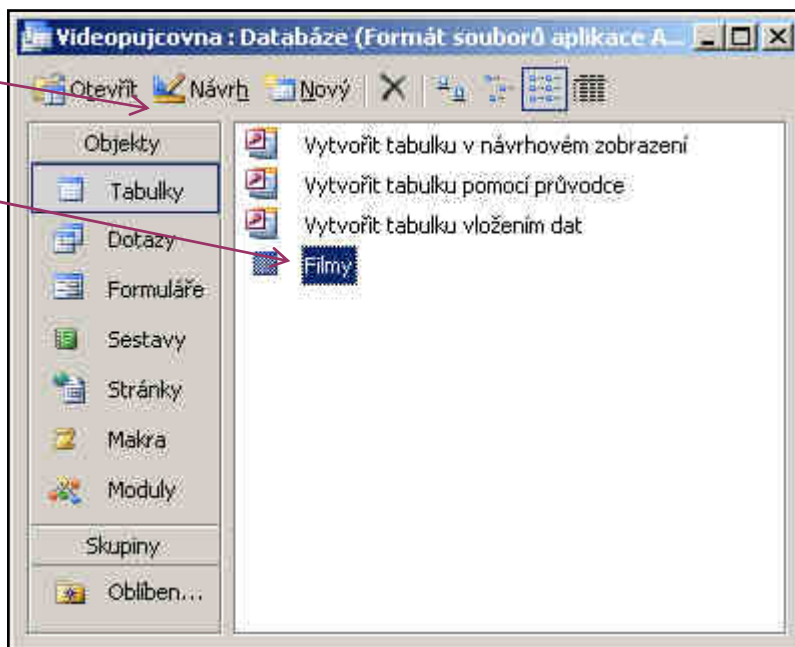 Videopujcovna : Databáze (Formát souborů aplikace A...
Otevřít Návrh Nový
Objekty
Tabulky
Dotazy
Formuláře
Sestavy
Stránky
Makra
Moduly
Skupiny
Oblíben...
Vytvořit tabulku v návrhovém zobrazení
Vytvořit tabulku pomocí průvodce
Vytvořit tabulku vložením dat
Filmy